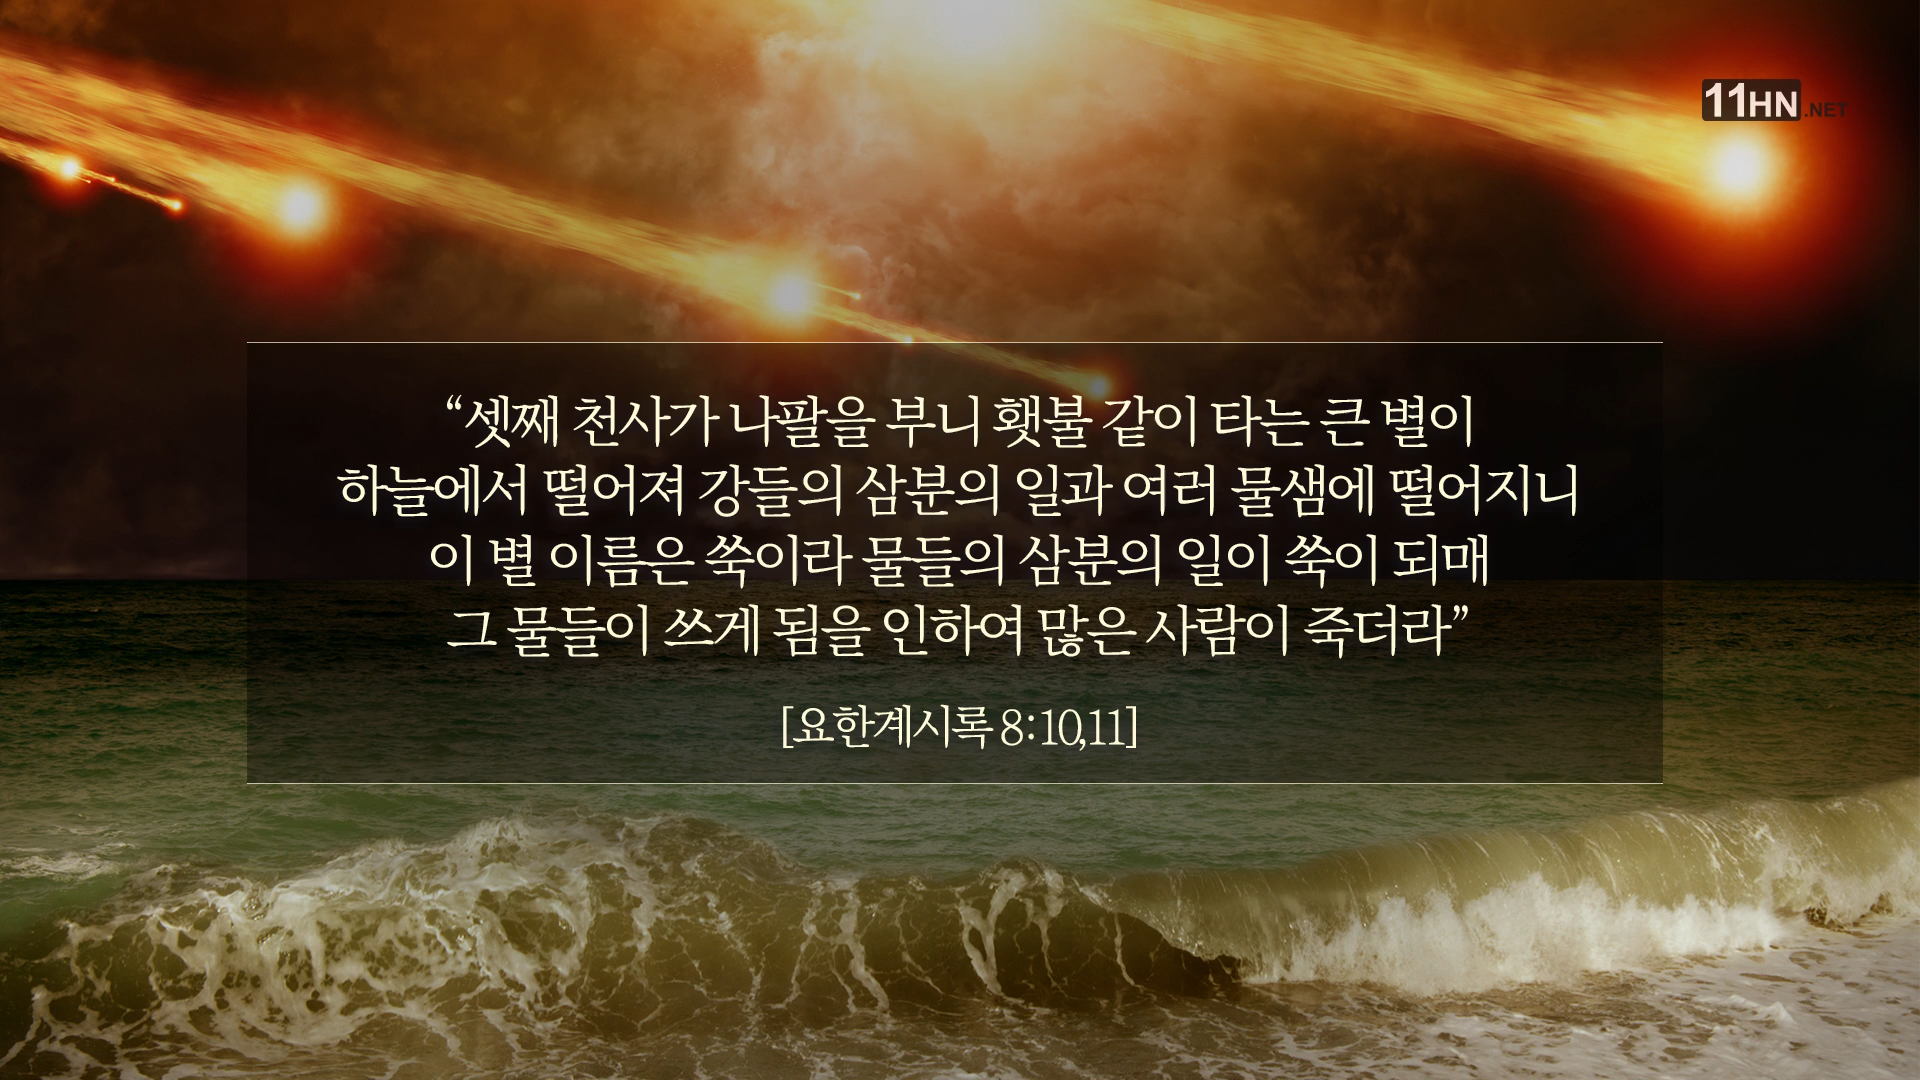 11HN.NET
“셋째 천사가 나팔을 부니 횃불 같이 타는 큰 별이
하늘에서 떨어져 강들의 삼분의 일과 여러 물샘에 떨어지니
이 별 이름은 쑥이라 물들의 삼분의 일이 쑥이 되매
그 물들이 쓰게 됨을 인하여 많은 사람이 죽더라”
[요한계시록 8:10,11]